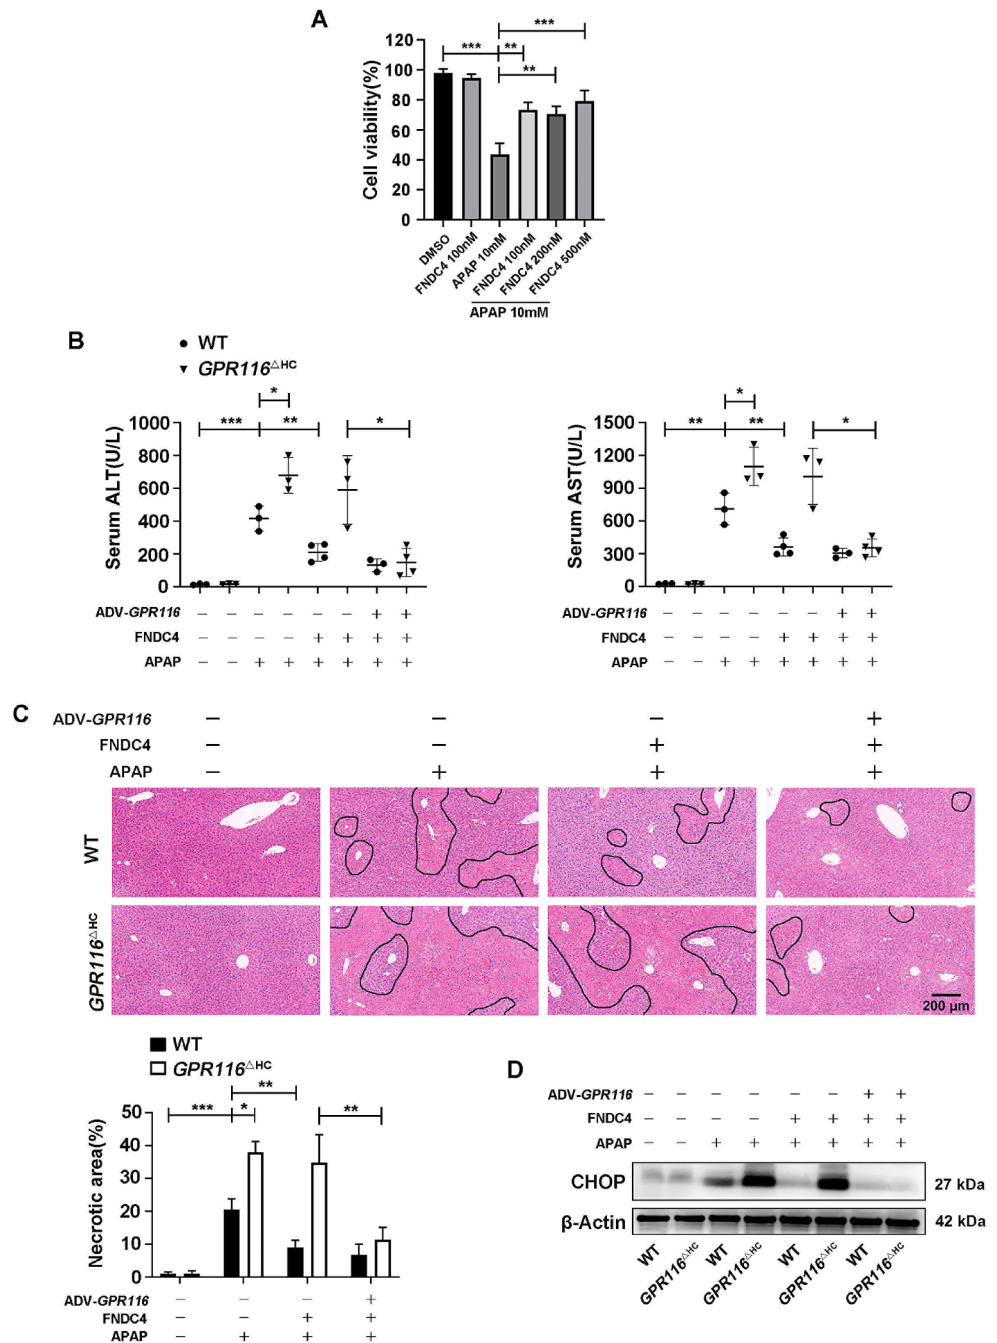 A
***
*** **
**
120
100
80
60
40
20
0
Cell viability(%)
DMSO
FNDC4 100nM
APAP 10mM
FNDC4 100nM
FNDC4 200nM
FNDC4 500nM
APAP 10mM
B
● WT
▼ GPR116△HC
*
*** ** *
1000
800
600
400
200
0
Serum ALT(U/L)
ADV-GPR116 − − − − − − + +
FNDC4 − − − − + + + +
APAP − − + + + + + +
*
** ** *
1500
1200
900
600
300
0
Serum AST(U/L)
ADV-GPR116 − − − − − − + +
FNDC4 − − − − + + + +
APAP − − + + + + + +
C
ADV-GPR116 − − − +
FNDC4 − − + +
APAP − + + +
WT
GPR116△HC
200 μm
WT
GPR116△HC
**
*** * **
50
40
30
20
10
0
Necrotic area(%)
ADV-GPR116 − − − +
FNDC4 − − + +
APAP − + + +
D
ADV-GPR116 − − − − − − + +
FNDC4 − − − − + + + +
APAP − − + + + + + +
CHOP 27 kDa
β-Actin 42 kDa
WT GPR116△HC WT GPR116△HC WT GPR116△HC WT GPR116△HC